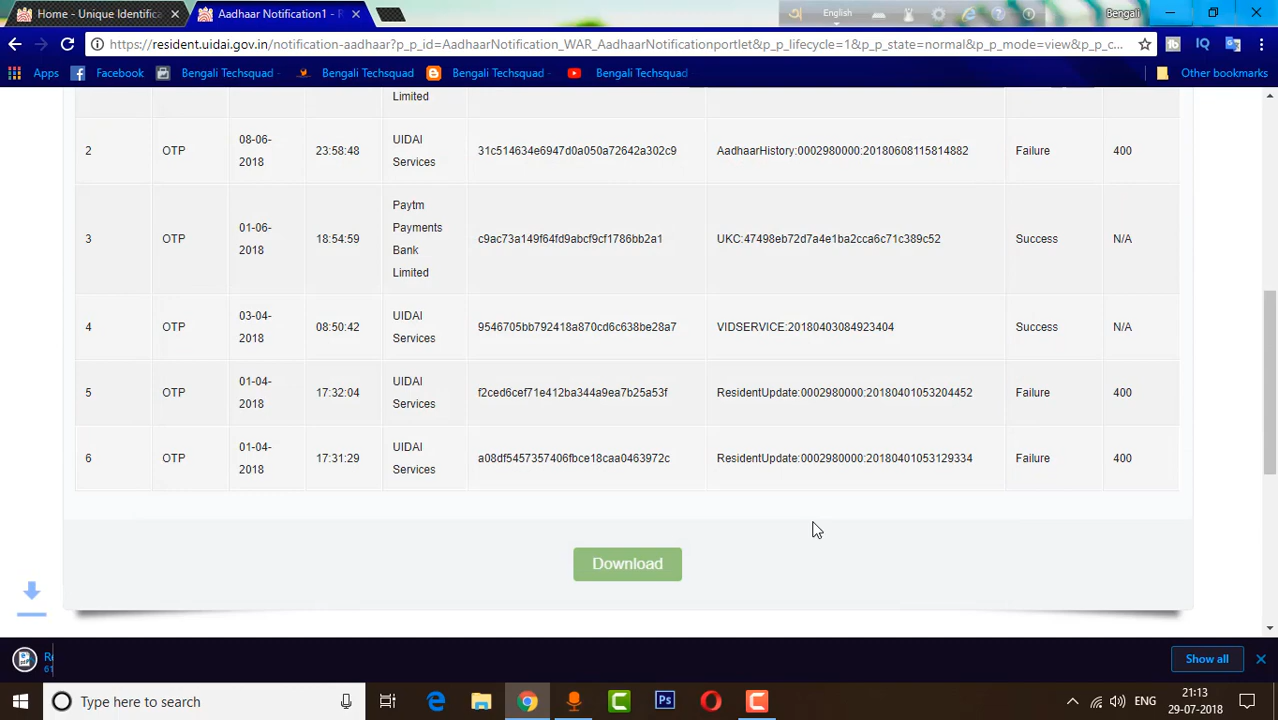 Home - Unique Identifica
Aadhaar Notification1 - R
English
Bengali
https://resident.uidai.gov.in/notification-aadhaar?p_p_id=AadhaarNotification_WAR_AadhaarNotificationportlet&p_p_lifecycle=1&p_p_state=normal&p_p_mode=view&p_p_c...
Apps Facebook Bengali Techsquad Bengali Techsquad Bengali Techsquad Bengali Techsquad Other bookmarks
Limited
2 OTP 08-06- 23:58:48 UIDAI 31c514634e6947d0a050a72642a302c9 AadhaarHistory:0002980000:20180608115814882 Failure 400
2018 Services
3 OTP 01-06- 18:54:59 Paytm c9ac73a149f64fd9abcf9cf1786bb2a1 UKC:47498eb72d7a4e1ba2cca6c71c389c52 Success N/A
2018 Payments
Bank
Limited
4 OTP 03-04- 08:50:42 UIDAI 9546705bb792418a870cd6c638be28a7 VIDSERVICE:20180403084923404 Success N/A
2018 Services
5 OTP 01-04- 17:32:04 UIDAI f2ced6cef71e412ba344a9ea7b25a53f ResidentUpdate:0002980000:20180401053204452 Failure 400
2018 Services
6 OTP 01-04- 17:31:29 UIDAI a08df5457357406fbce18caa0463972c ResidentUpdate:0002980000:20180401053129334 Failure 400
2018 Services
Download
Show all
Type here to search
ENG
21:13
29-07-2018